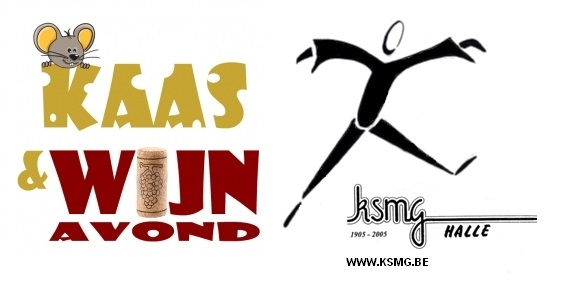 KAAS
& WIJN
AVOND
ksmg
1905 - 2005 HALLE
WWW.KSMG.BE